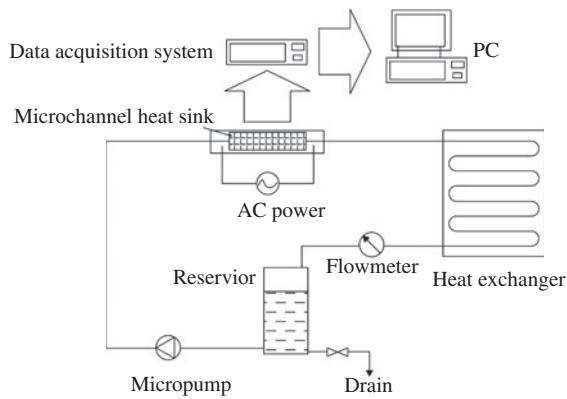 Data acquisition system
PC
Microchannel heat sink
AC power
Flowmeter
Reservior
Heat exchanger
Micropump
Drain